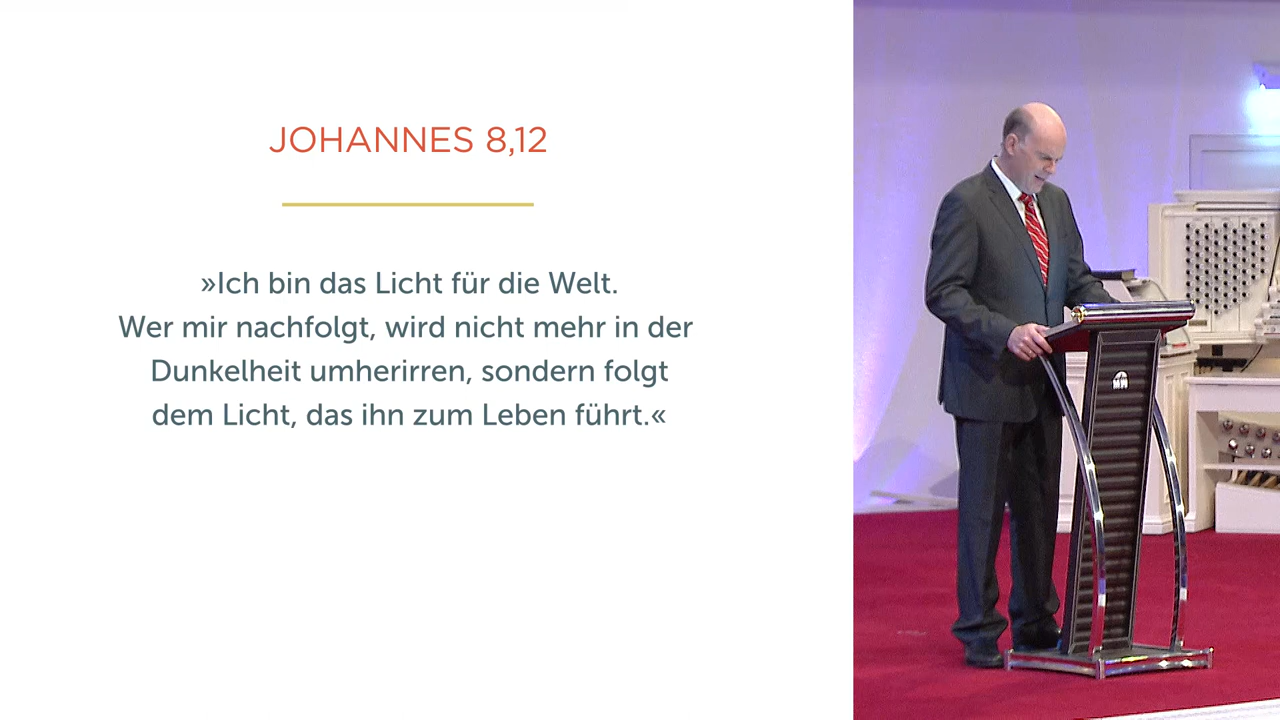 JOHANNES 8,12
»Ich bin das Licht für die Welt.
Wer mir nachfolgt, wird nicht mehr in der
Dunkelheit umherirren, sondern folgt
dem Licht, das ihn zum Leben führt.«